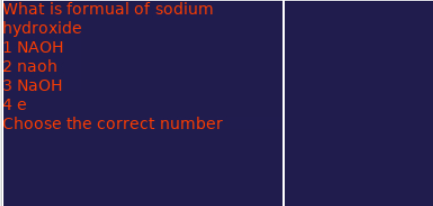 What is formual of sodium
hydroxide
1 NAOH
2 naoh
3 NaOH
4 e
Choose the correct number